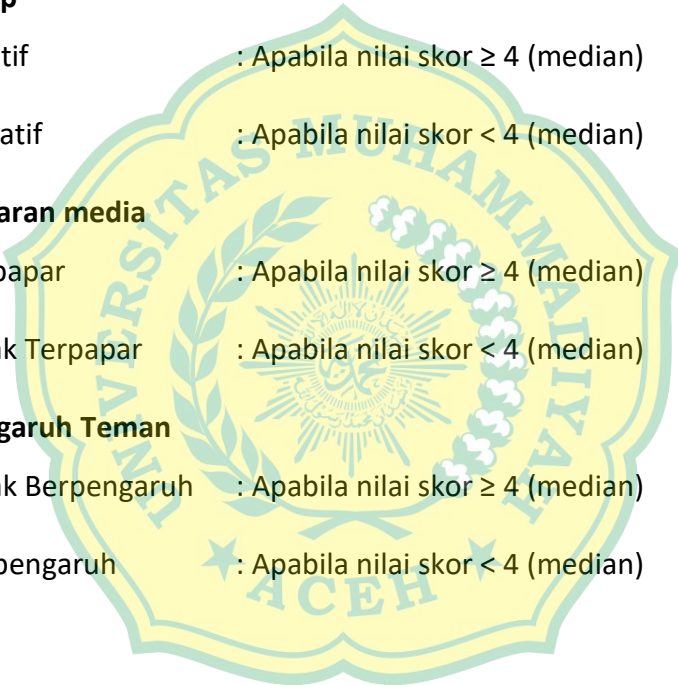 p
tif : Apabila nilai skor ≥ 4 (median)
atif : Apabila nilai skor < 4 (median)
aran media
papar : Apabila nilai skor ≥ 4 (median)
ak Terpapar : Apabila nilai skor < 4 (median)
garuh Teman
ak Berpengaruh : Apabila nilai skor ≥ 4 (median)
pengaruh : Apabila nilai skor < 4 (median)
UNIVERSITAS MUHAMMADIYAH
ACEH